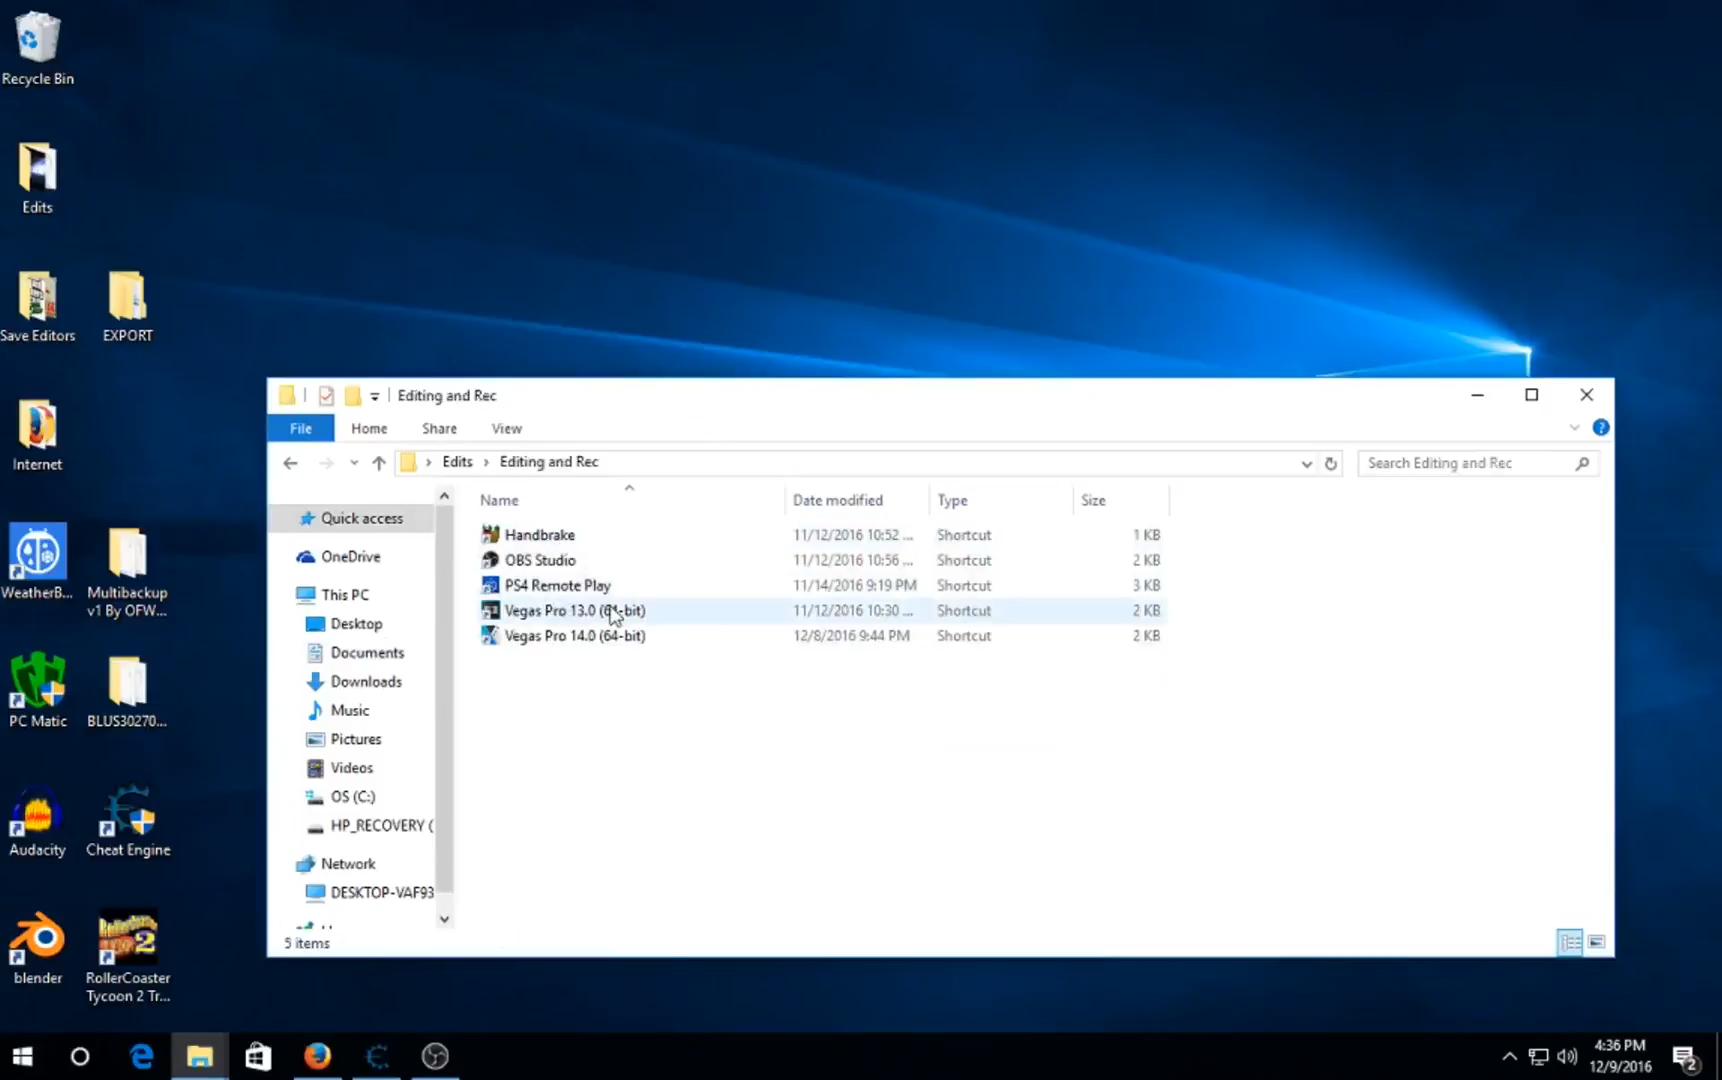 Recycle Bin
Edits
Save Editors
EXPORT
Internet
WeatherB...
Multibackup
v1 By OFW...
PC Matic
BLUS30270...
Audacity
Cheat Engine
blender
RollerCoaster
Tycoon 2 Tr...
Editing and Rec
File
Home
Share
View
Edits
Editing and Rec
Search Editing and Rec
Name
Date modified
Type
Size
Quick access
OneDrive
This PC
Desktop
Documents
Downloads
Music
Pictures
Videos
OS (C:)
HP_RECOVERY (
Network
DESKTOP-VAF93
Handbrake 11/12/2016 10:52 ... Shortcut 1 KB
OBS Studio 11/12/2016 10:56 ... Shortcut 2 KB
PS4 Remote Play 11/14/2016 9:19 PM Shortcut 3 KB
Vegas Pro 13.0 (64-bit) 11/12/2016 10:30 ... Shortcut 2 KB
Vegas Pro 14.0 (64-bit) 12/8/2016 9:44 PM Shortcut 2 KB
5 items
4:36 PM
12/9/2016
2